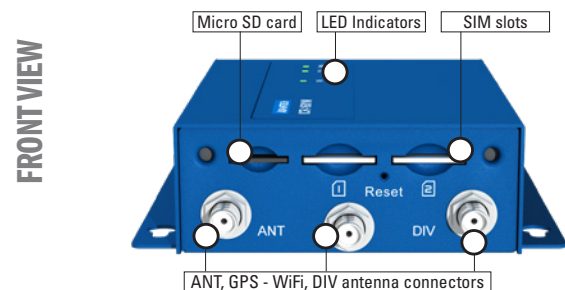 Micro SD card
LED Indicators
SIM slots
FRONT VIEW
1
Reset
2
ANT
DIV
ANT, GPS - WiFi, DIV antenna connectors